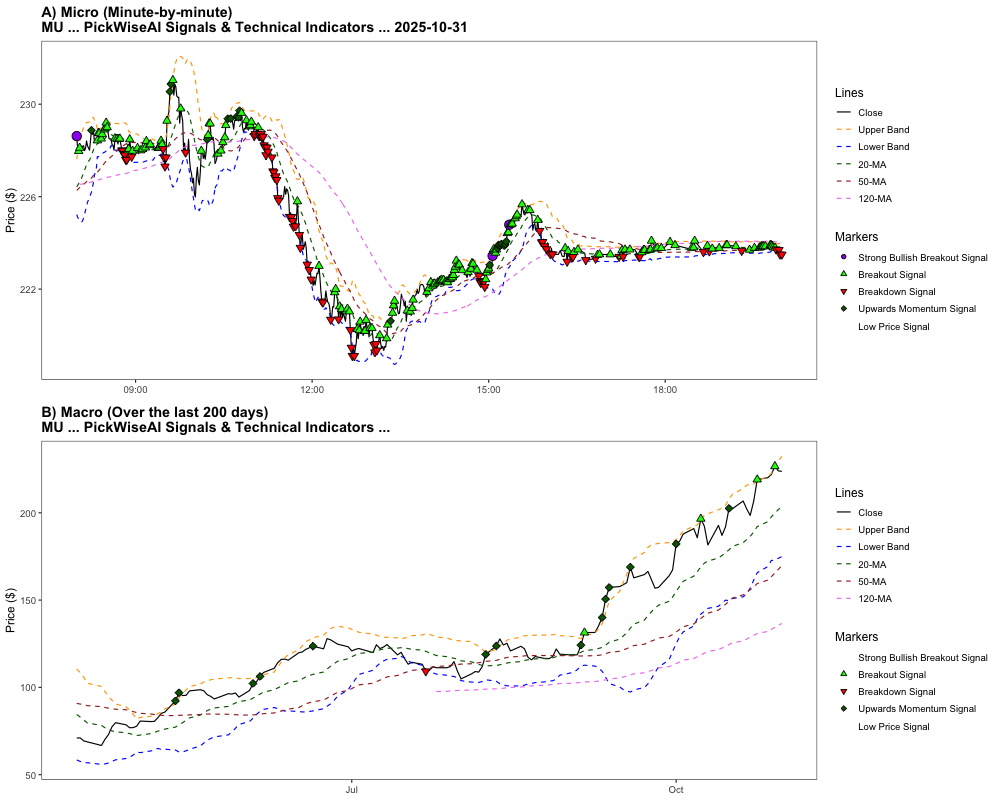 A) Micro (Minute-by-minute)
MU ... PickWiseAI Signals & Technical Indicators ... 2025-10-31
Price ($)
230
226
222
09:00
12:00
15:00
18:00
Lines
Close
Upper Band
Lower Band
20-MA
50-MA
120-MA
Markers
Strong Bullish Breakout Signal
Breakout Signal
Breakdown Signal
Upwards Momentum Signal
Low Price Signal
B) Macro (Over the last 200 days)
MU ... PickWiseAI Signals & Technical Indicators ...
Price ($)
200
150
100
50
Jul
Oct
Lines
Close
Upper Band
Lower Band
20-MA
50-MA
120-MA
Markers
Strong Bullish Breakout Signal
Breakout Signal
Breakdown Signal
Upwards Momentum Signal
Low Price Signal